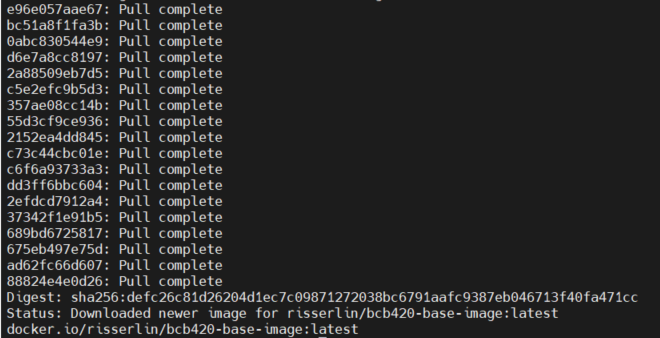 e96e057aae67: Pull complete
bc51a8f1fa3b: Pull complete
0abc830544e9: Pull complete
d6e7a8cc8197: Pull complete
2a88509eb7d5: Pull complete
c5e2efc9b5d3: Pull complete
357ae08cc14b: Pull complete
55d3cf9ce936: Pull complete
2152ea4dd845: Pull complete
c73c44cbc01e: Pull complete
c6f6a93733a3: Pull complete
dd3ff6bbc604: Pull complete
2efdcd7912a4: Pull complete
37342f1e91b5: Pull complete
689bd6725817: Pull complete
675eb497e75d: Pull complete
ad62fc66d607: Pull complete
88824e4e0d26: Pull complete
Digest: sha256:defc26c81d26204d1ec7c09871272038bc6791aafc9387eb046713f40fa471cc
Status: Downloaded newer image for risserlin/bcb420-base-image:latest
docker.io/risserlin/bcb420-base-image:latest